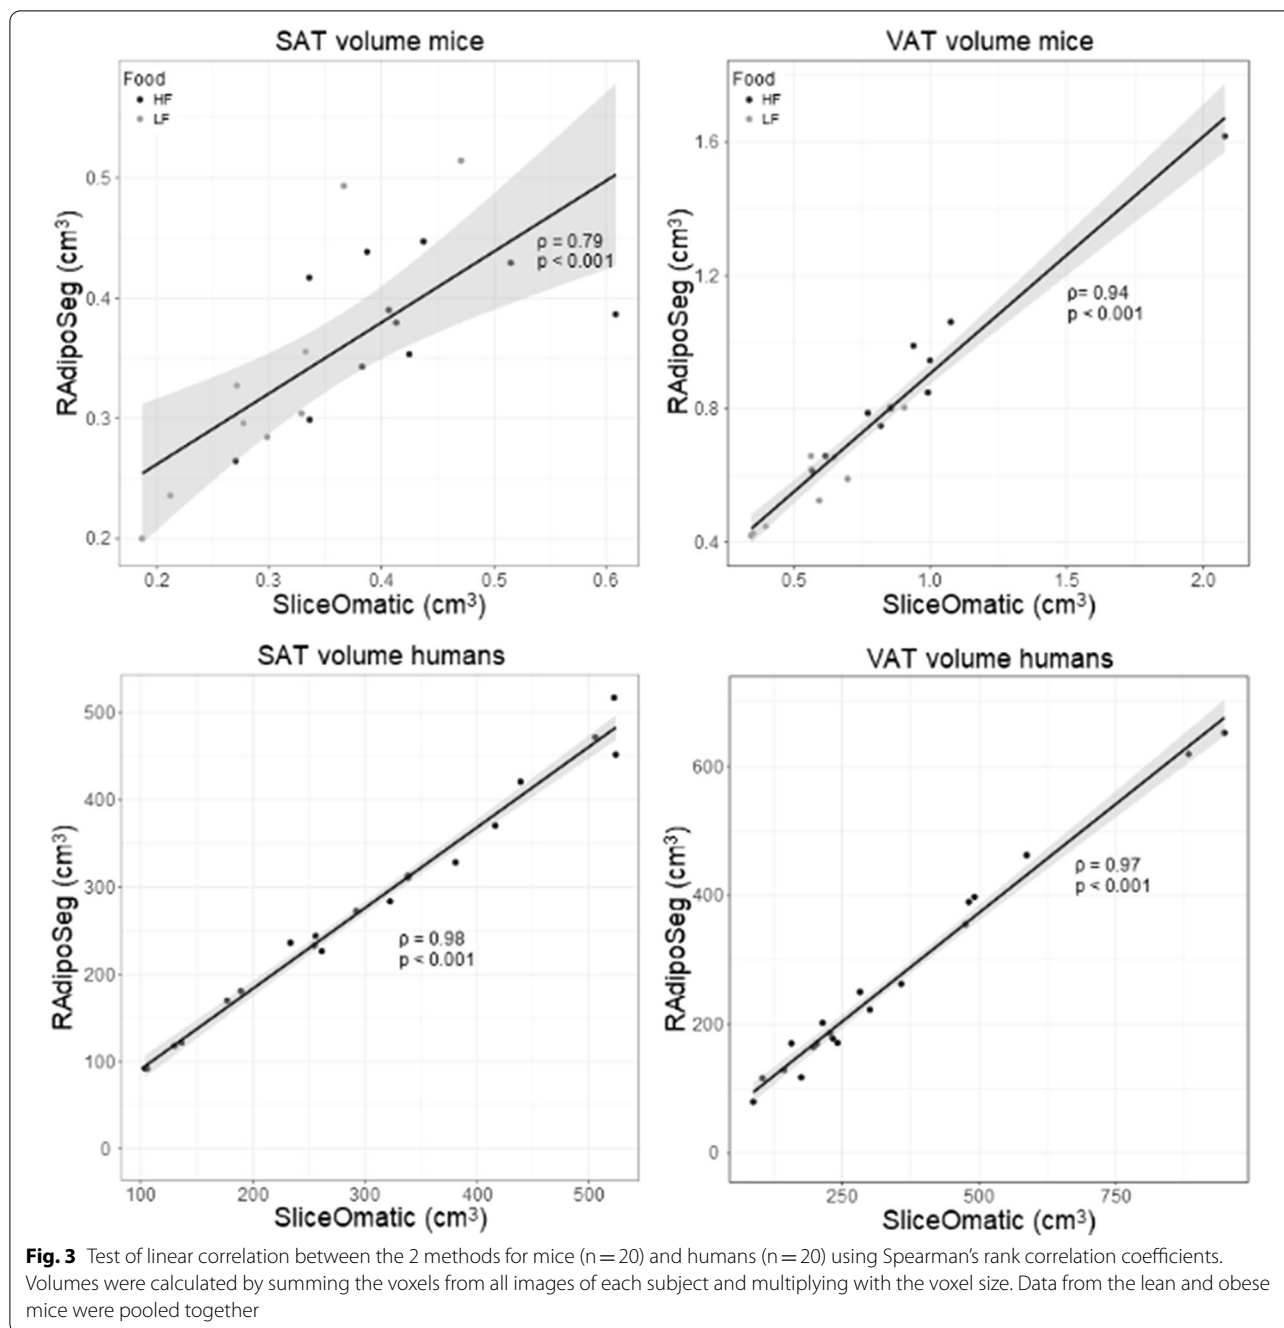 SAT volume mice
Food
HF
LF
0.5
0.4
0.3
0.2
RAdipoSeg (cm³)
ρ = 0.79
p < 0.001
0.2 0.3 0.4 0.5 0.6
SliceOmatic (cm³)
VAT volume mice
Food
HF
LF
1.6
1.2
0.8
0.4
RAdipoSeg (cm³)
ρ= 0.94
p < 0.001
0.5 1.0 1.5 2.0
SliceOmatic (cm³)
SAT volume humans
500
400
300
200
100
0
RAdipoSeg (cm³)
ρ = 0.98
p < 0.001
100 200 300 400 500
SliceOmatic (cm³)
VAT volume humans
600
400
200
0
RAdipoSeg (cm³)
ρ = 0.97
p < 0.001
250 500 750
SliceOmatic (cm³)
Fig. 3 Test of linear correlation between the 2 methods for mice (n = 20) and humans (n = 20) using Spearman's rank correlation coefficients.
Volumes were calculated by summing the voxels from all images of each subject and multiplying with the voxel size. Data from the lean and obese
mice were pooled together